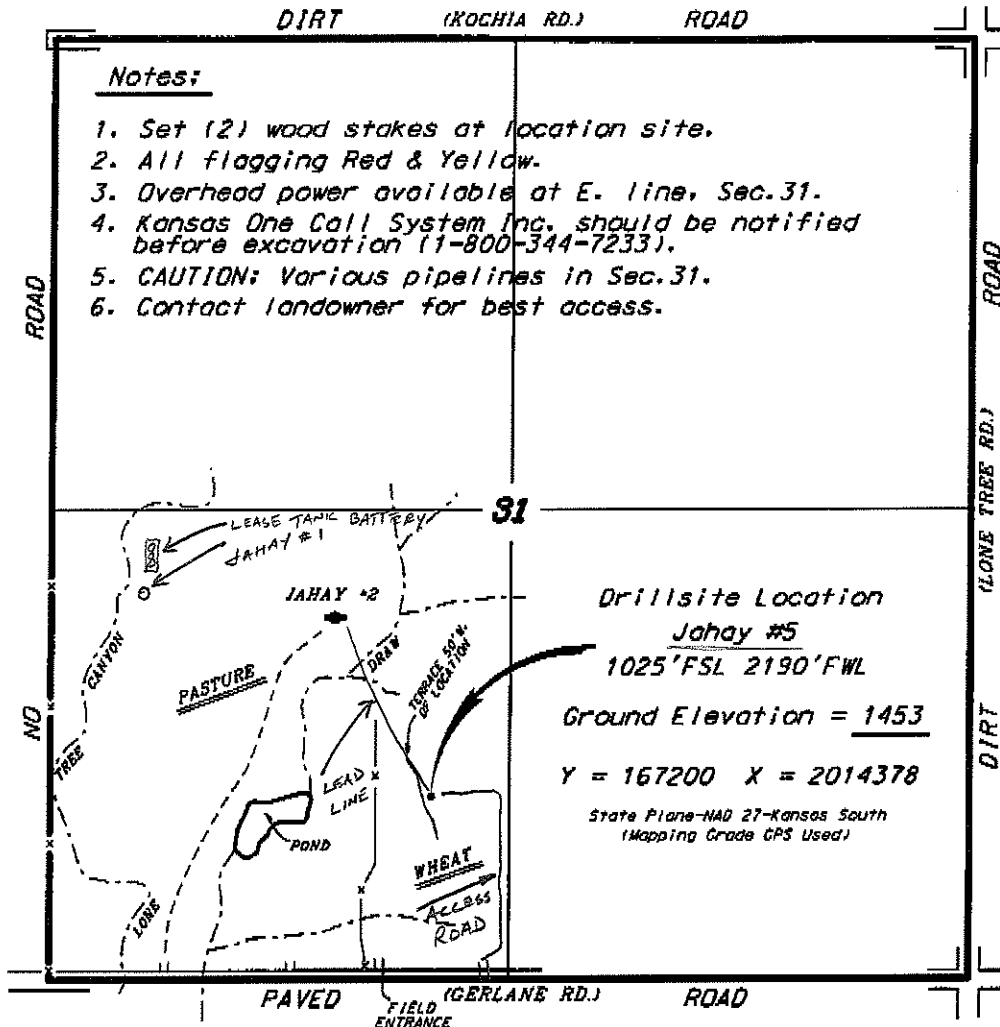 DIRT (KOCHIA RD.) ROAD
Notes:
1. Set (2) wood stakes at location site.
2. All flagging Red & Yellow.
3. Overhead power available at E. line, Sec.31.
4. Kansas One Call System Inc. should be notified
before excavation (1-800-344-7233).
5. CAUTION: Various pipelines in Sec.31.
6. Contact landowner for best access.
ROAD
ROAD
(LONE TREE RD.)
31
LEASE TANK BATTERY
JAHAY #1
JAHAY #2
CANYON
PASTURE
DRAW
TERRACE 50'N.
OF LOCATION
Drillsite Location
Jahay #5
1025'FSL 2190'FWL
Ground Elevation = 1453
Y = 167200 X = 2014378
State Plane-NAD 27-Kansas South
(Mapping Grade GPS Used)
NO
DIRT
TREE
LEAD
LINE
POND
WHEAT
ACCESS
ROAD
LONE
PAVED (GERLANE RD.) ROAD
FIELD
ENTRANCE